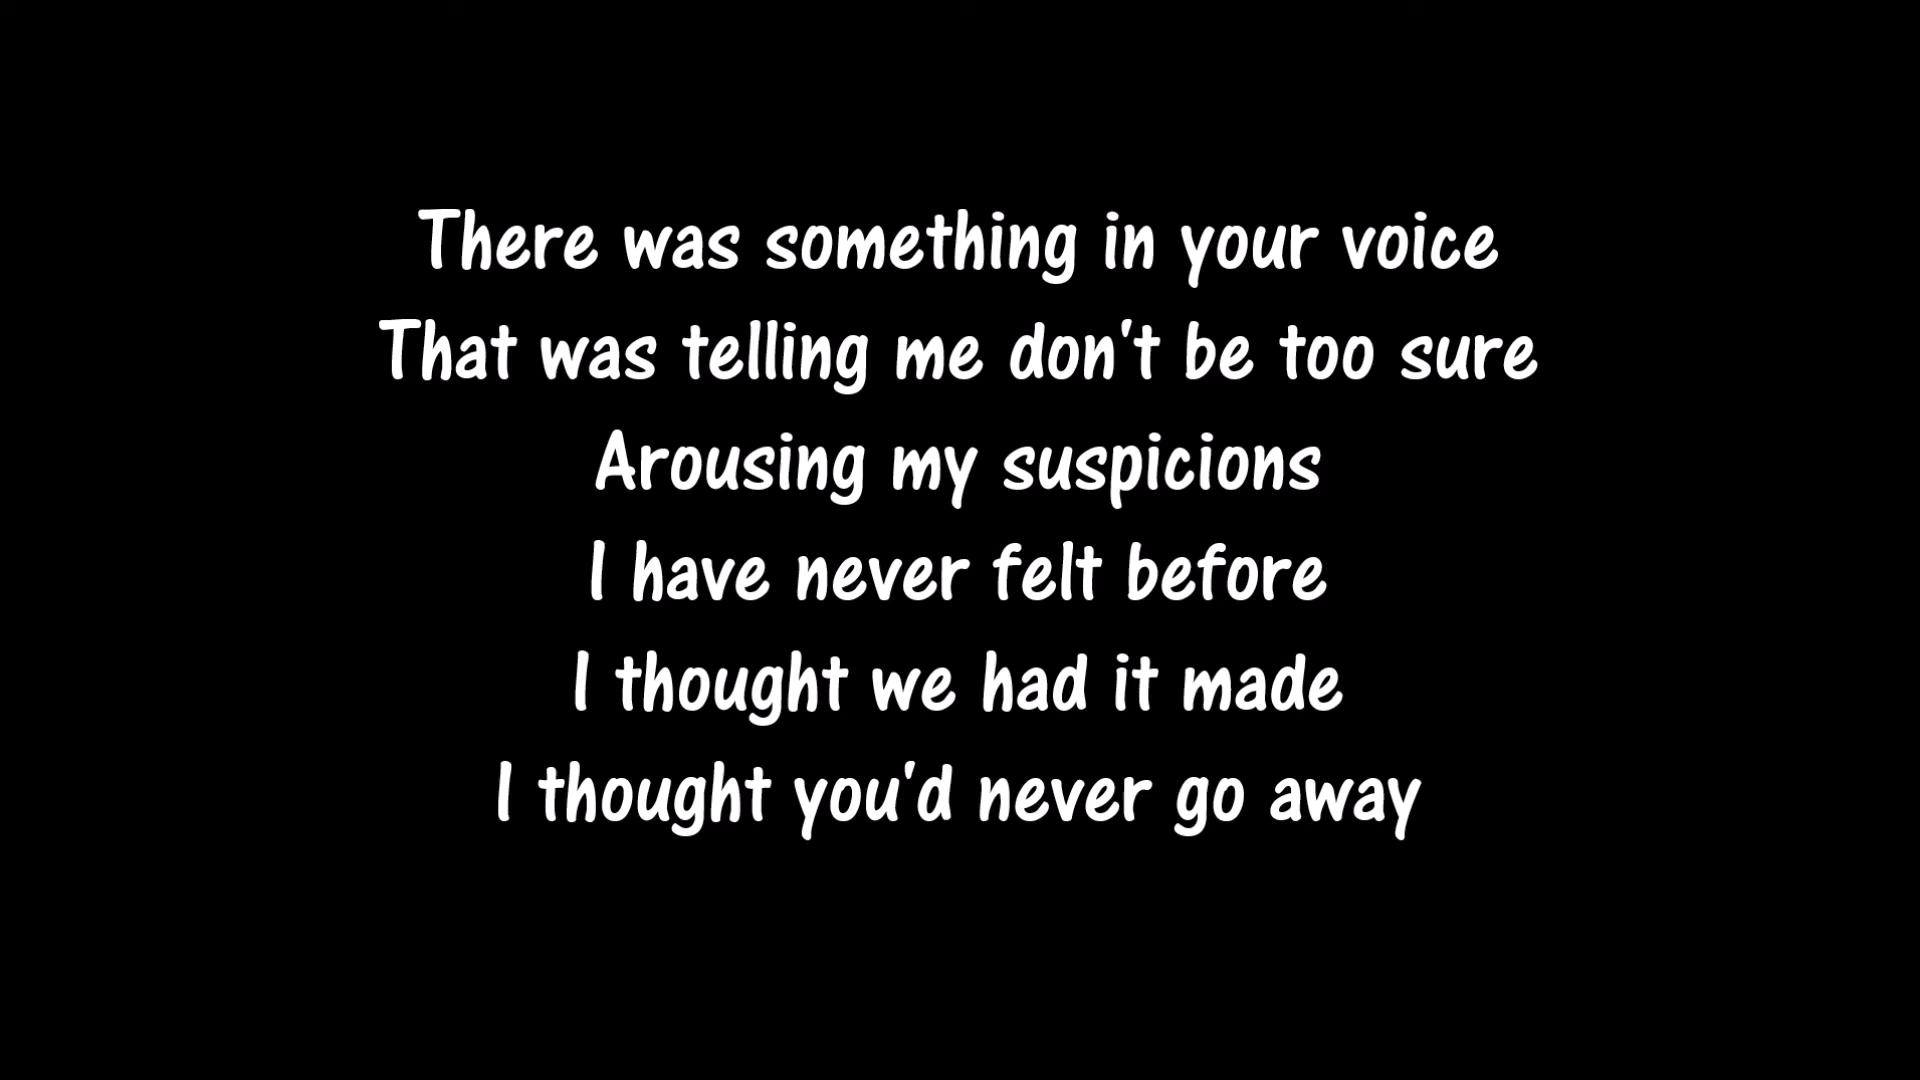 There was something in your voice
That was telling me don't be too sure
Arousing my suspicions
I have never felt before
I thought we had it made
I thought you'd never go away